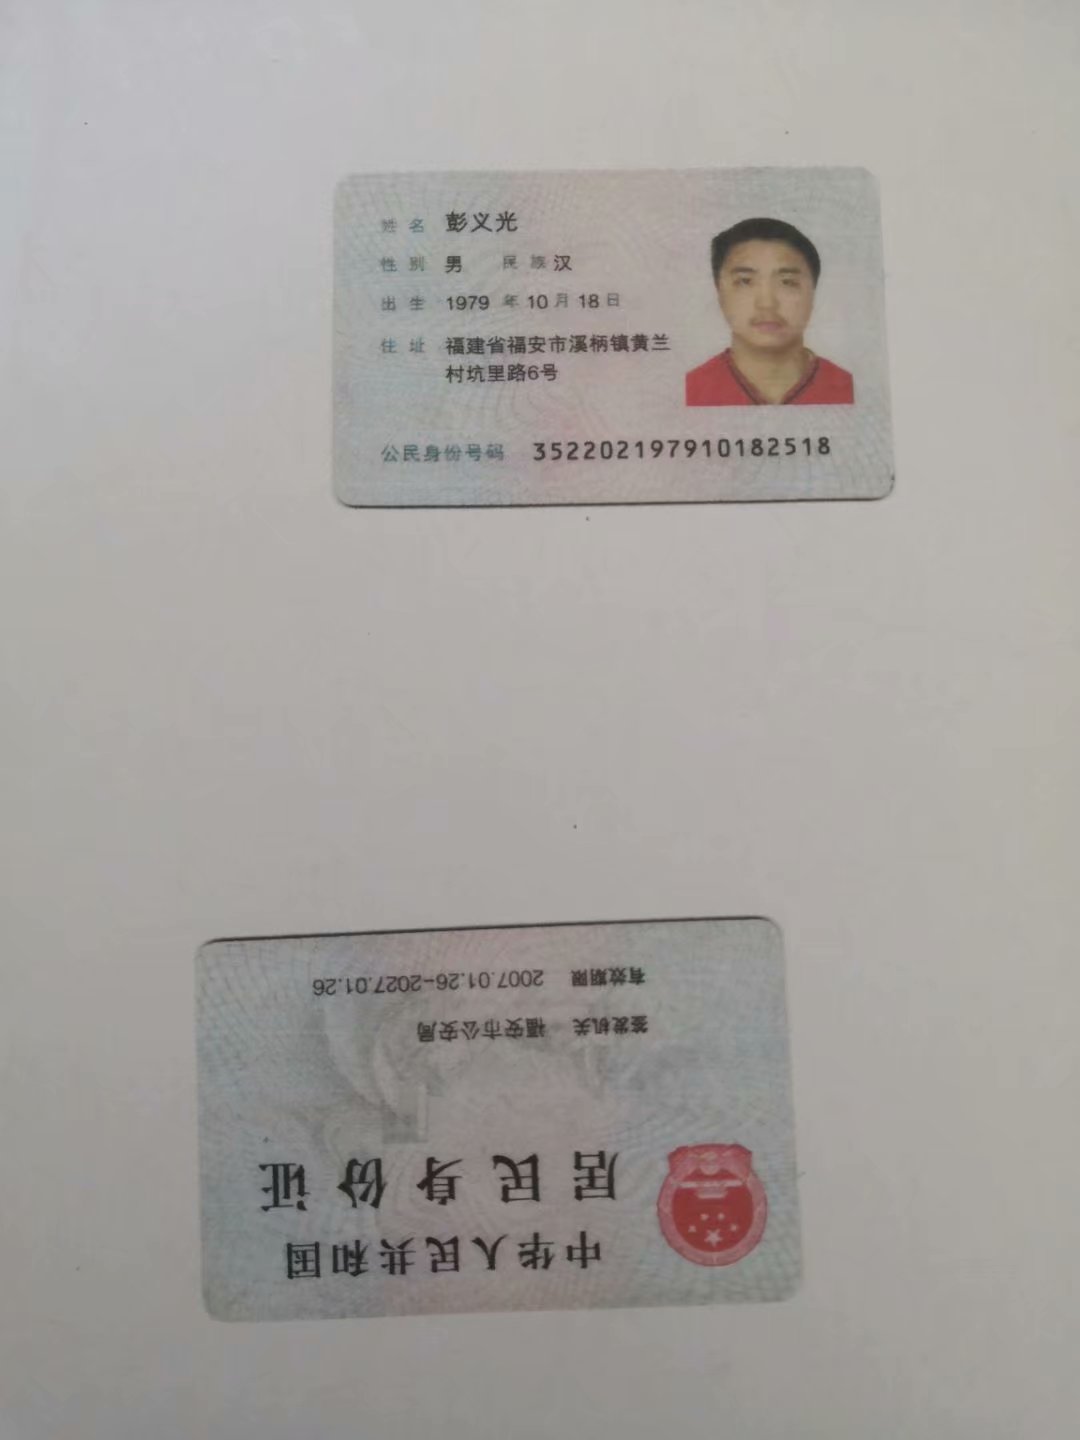 姓名 彭义光
性别 男 民族 汉
出生 1979 年 10 月 18 日
住址 福建省福安市溪柄镇黄兰
村坑里路6号
公民身份号码 352202197910182518
中华人民共和国
居民身份证
签发机关 福安市公安局
有效期限 2007.01.26-2027.01.26